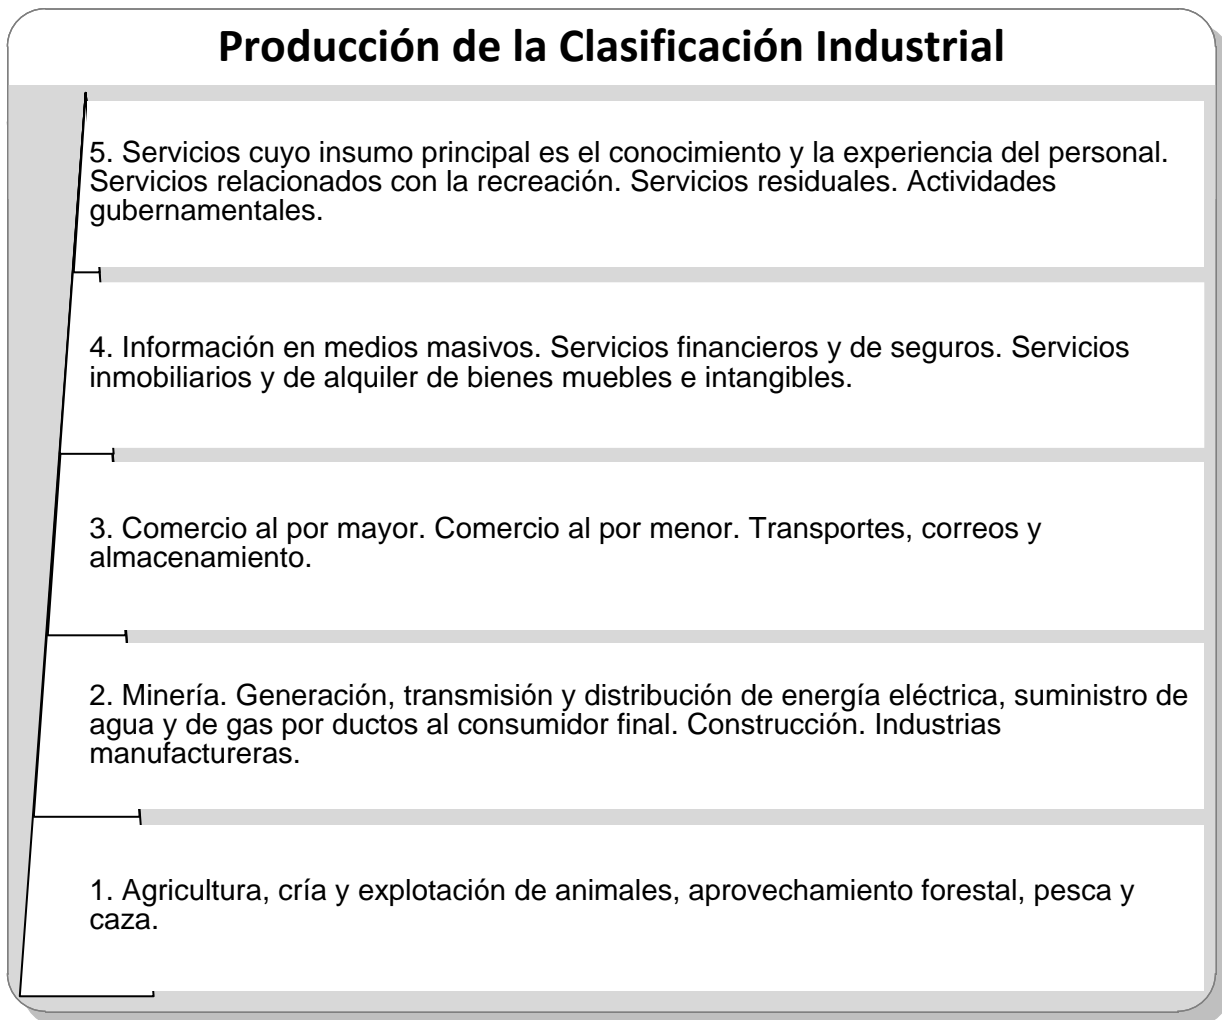 Producción de la Clasificación Industrial
5. Servicios cuyo insumo principal es el conocimiento y la experiencia del personal.
Servicios relacionados con la recreación. Servicios residuales. Actividades
gubernamentales.
4. Información en medios masivos. Servicios financieros y de seguros. Servicios
inmobiliarios y de alquiler de bienes muebles e intangibles.
3. Comercio al por mayor. Comercio al por menor. Transportes, correos y
almacenamiento.
2. Minería. Generación, transmisión y distribución de energía eléctrica, suministro de
agua y de gas por ductos al consumidor final. Construcción. Industrias
manufactureras.
1. Agricultura, cría y explotación de animales, aprovechamiento forestal, pesca y
caza.